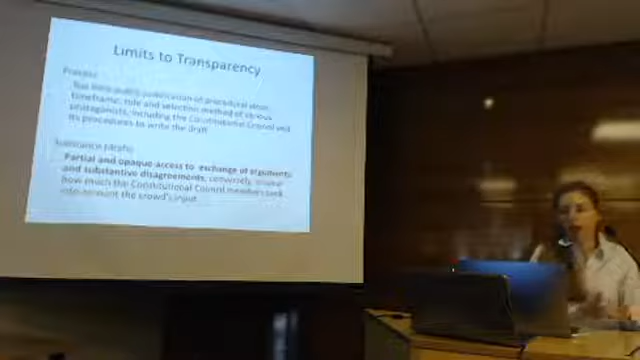 Limits to Transparency
Process:
Too little public justification of procedural steps,
timeframe, role and selection method of various
protagonists, including the Constitutional Council and
its procedures to write the draft
Substance
Partial and opaque access to exchange of arguments
and substantive disagreements, conversely, unclear
how much the Constitutional Council members took
into account the crowd's input